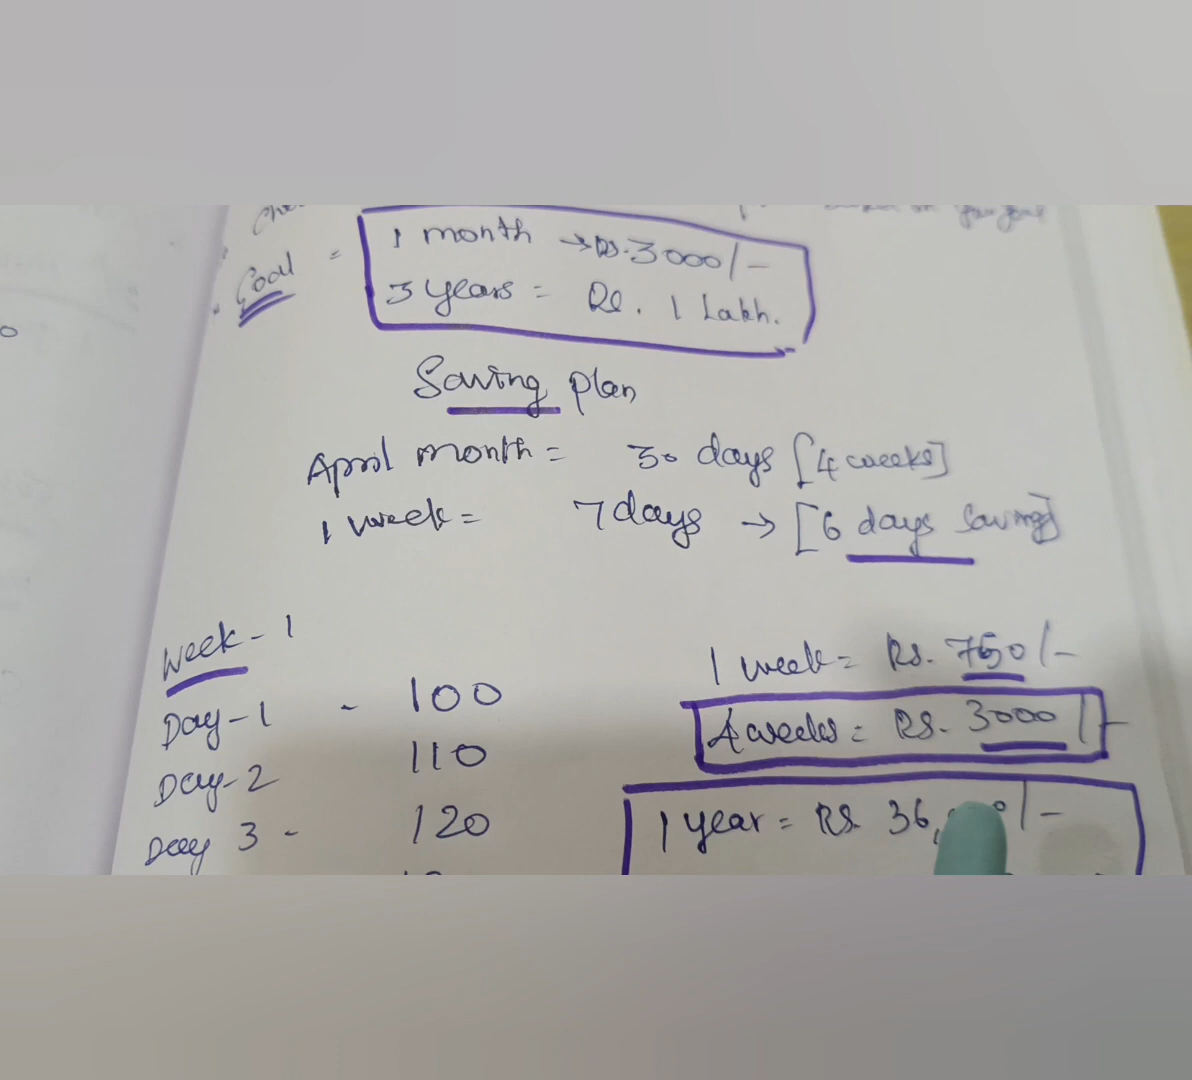 Goal = 1 month → Rs. 3000/-
3 years = Rs. 1 Lakh.
Saving plan
April month = 30 days [4 weeks]
1 week = 7 days → [6 days saving]
Week-1
1 week = Rs. 750/-
Day-1 - 100
4 weeks = Rs. 3000/-
Day-2 110
Day 3 - 120
1 year = Rs. 36,